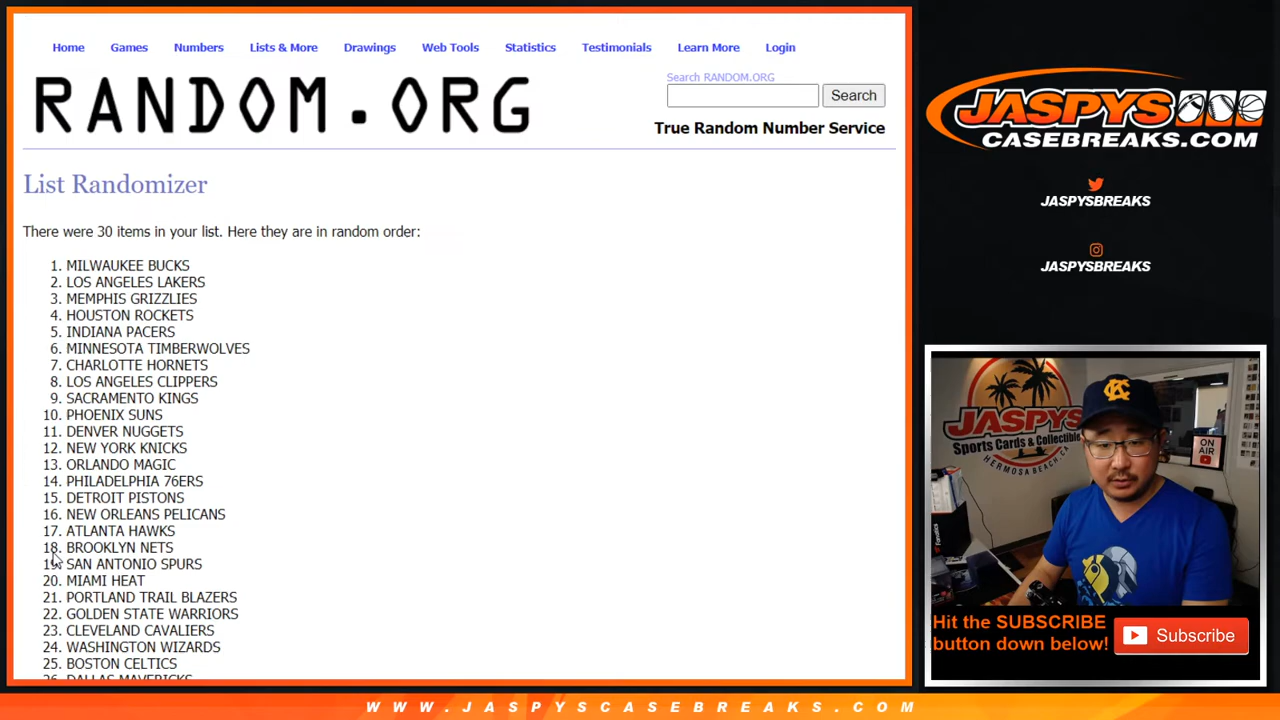 Home Games Numbers Lists & More Drawings Web Tools Statistics Testimonials Learn More Login
RANDOM.ORG
Search RANDOM.ORG
Search
True Random Number Service
List Randomizer
There were 30 items in your list. Here they are in random order:
1. MILWAUKEE BUCKS
2. LOS ANGELES LAKERS
3. MEMPHIS GRIZZLIES
4. HOUSTON ROCKETS
5. INDIANA PACERS
6. MINNESOTA TIMBERWOLVES
7. CHARLOTTE HORNETS
8. LOS ANGELES CLIPPERS
9. SACRAMENTO KINGS
10. PHOENIX SUNS
11. DENVER NUGGETS
12. NEW YORK KNICKS
13. ORLANDO MAGIC
14. PHILADELPHIA 76ERS
15. DETROIT PISTONS
16. NEW ORLEANS PELICANS
17. ATLANTA HAWKS
18. BROOKLYN NETS
19. SAN ANTONIO SPURS
20. MIAMI HEAT
21. PORTLAND TRAIL BLAZERS
22. GOLDEN STATE WARRIORS
23. CLEVELAND CAVALIERS
24. WASHINGTON WIZARDS
25. BOSTON CELTICS
26. DALLAS MAVERICKS
JASPYS
CASEBREAKS.COM
JASPYSBREAKS
JASPYSBREAKS
JASPYS
Sports Cards & Collectibles
HERMOSA BEACH, CA
KC
ON AIR
Fanatics
Hit the SUBSCRIBE
button down below!
Subscribe
WWW.JASPYSCASEBREAKS.COM